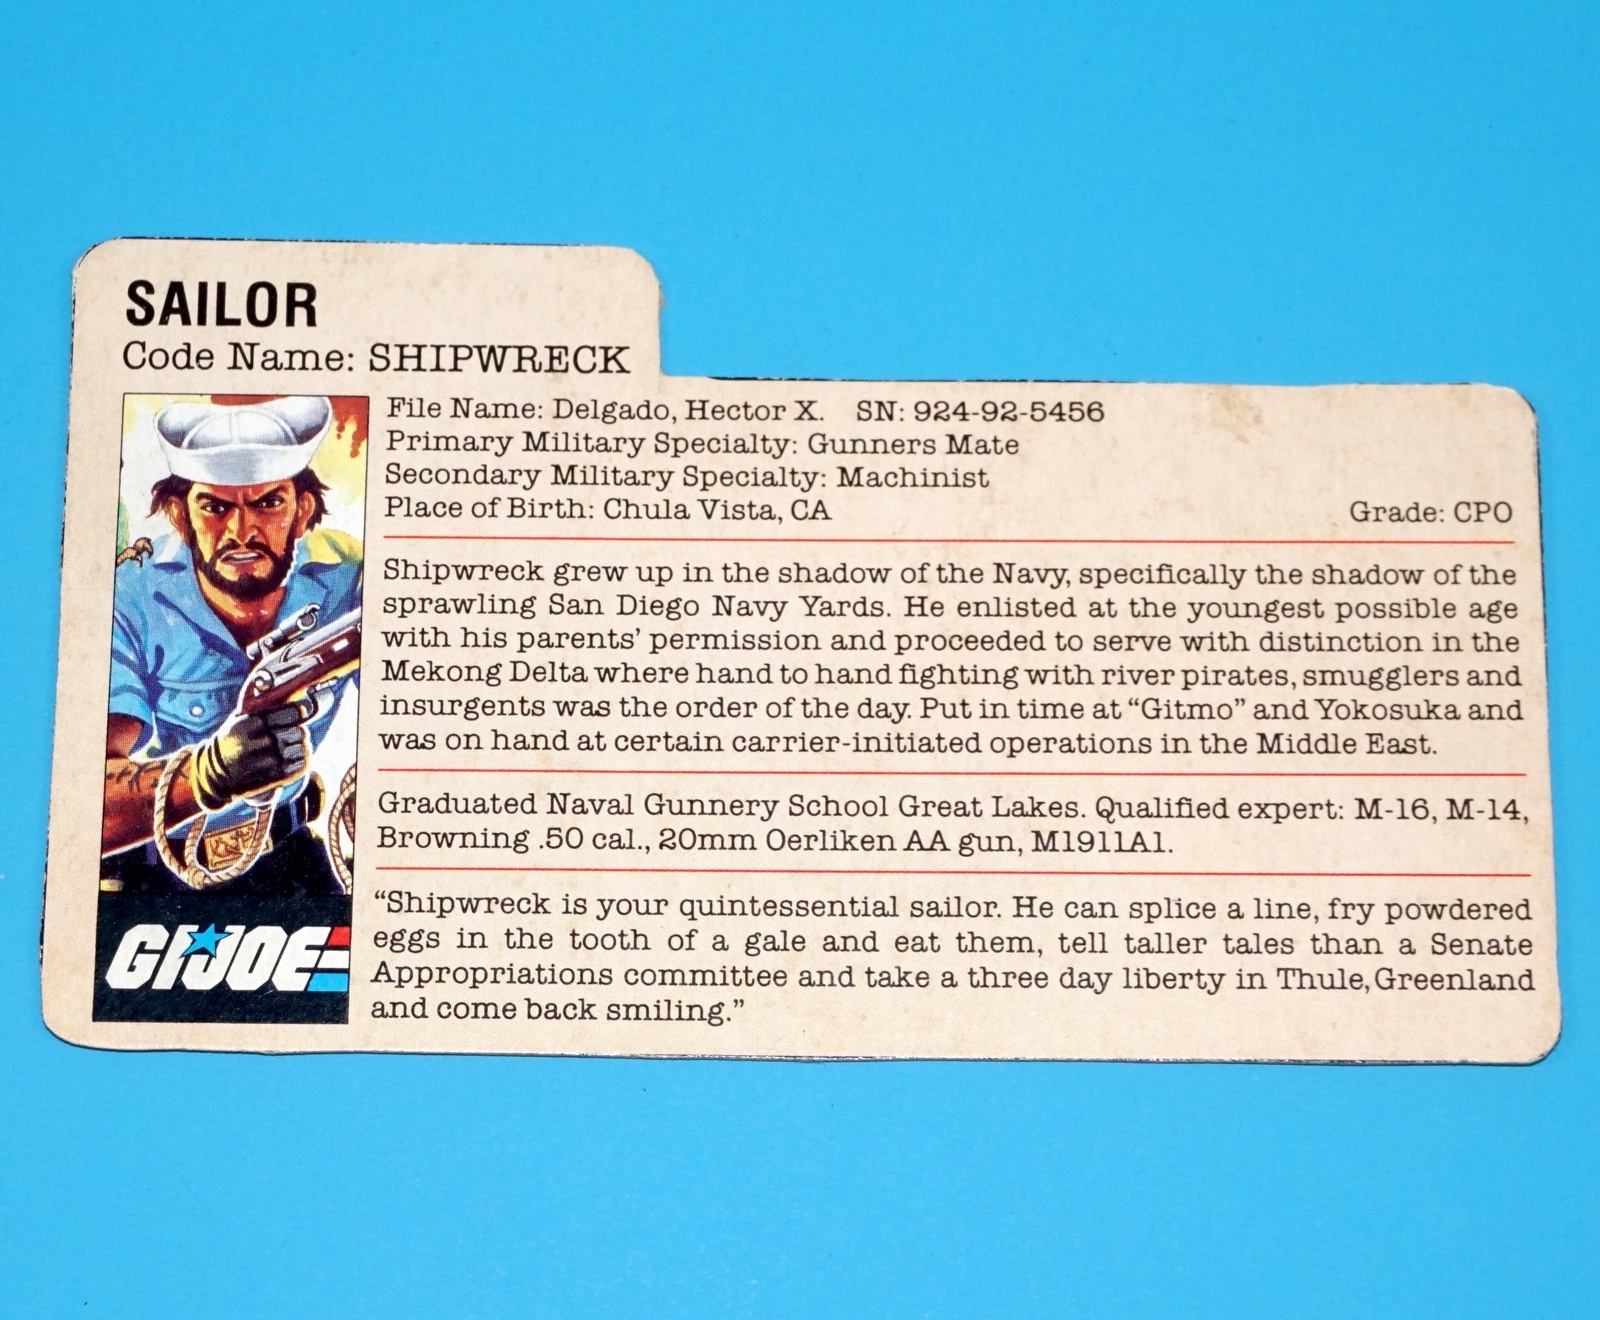 SAILOR
Code Name: SHIPWRECK
File Name: Delgado, Hector X. SN: 924-92-5456
Primary Military Specialty: Gunners Mate
Secondary Military Specialty: Machinist
Place of Birth: Chula Vista, CA Grade: CPO
Shipwreck grew up in the shadow of the Navy, specifically the shadow of the
sprawling San Diego Navy Yards. He enlisted at the youngest possible age
with his parents’ permission and proceeded to serve with distinction in the
Mekong Delta where hand to hand fighting with river pirates, smugglers and
insurgents was the order of the day. Put in time at “Gitmo” and Yokosuka and
was on hand at certain carrier-initiated operations in the Middle East.
Graduated Naval Gunnery School Great Lakes. Qualified expert: M-16, M-14,
Browning .50 cal., 20mm Oerliken AA gun, M1911A1.
“Shipwreck is your quintessential sailor. He can splice a line, fry powdered
eggs in the tooth of a gale and eat them, tell taller tales than a Senate
Appropriations committee and take a three day liberty in Thule, Greenland
and come back smiling.”
GI JOE